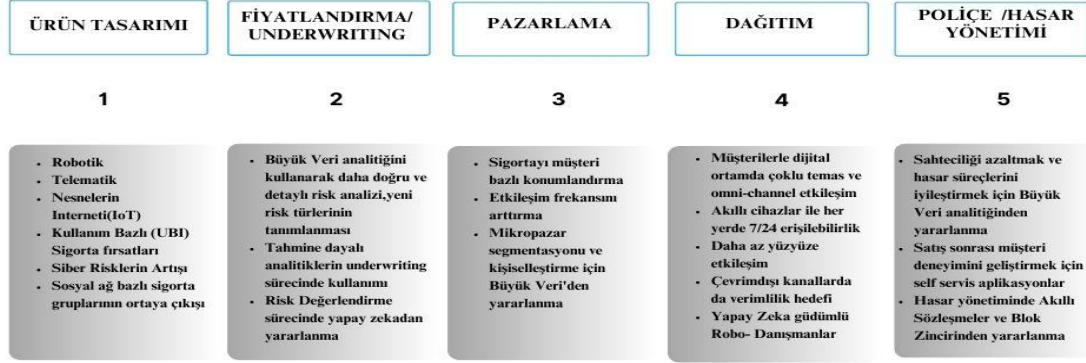 ÜRÜN TASARIMI
FİYATLANDIRMA/
UNDERWRITING
PAZARLAMA
DAĞITIM
POLİÇE /HASAR
YÖNETİMİ
1
2
3
4
5
• Robotik
• Telematik
• Nesnelerin
Interneti(IoT)
• Kullanım Bazlı (UBI)
Sigorta fırsatları
• Siber Risklerin Artışı
• Sosyal ağ bazlı sigorta
gruplarının ortaya çıkışı
• Büyük Veri analitiğini
kullanarak daha doğru ve
detaylı risk analizi,yeni
risk türlerinin
tanımlanması
• Tahmine dayalı
analitiklerin underwriting
sürecinde kullanımı
• Risk Değerlendirme
sürecinde yapay zekadan
yararlanma
• Sigortayı müşteri
bazlı konumlandırma
• Etkileşim frekansını
arttırma
• Mikropazar
segmentasyonu ve
kişiselleştirme için
Büyük Veri'den
yararlanma
• Müşterilerle dijital
ortamda çoklu temas ve
omni-channel etkileşim
• Akıllı cihazlar ile her
yerde 7/24 erişilebilirlik
• Daha az yüzyüze
etkileşim
• Çevrimdışı kanallarda
da verimlilik hedefi
• Yapay Zeka güdümlü
Robo- Danışmanlar
• Sahteciliği azaltmak ve
hasar süreçlerini
iyileştirmek için Büyük
Veri analitiğinden
yararlanma
• Satış sonrası müşteri
deneyimini geliştirmek için
self servis aplikasyonlar
• Hasar yönetiminde Akıllı
Sözleşmeler ve Blok
Zincirinden yararlanma